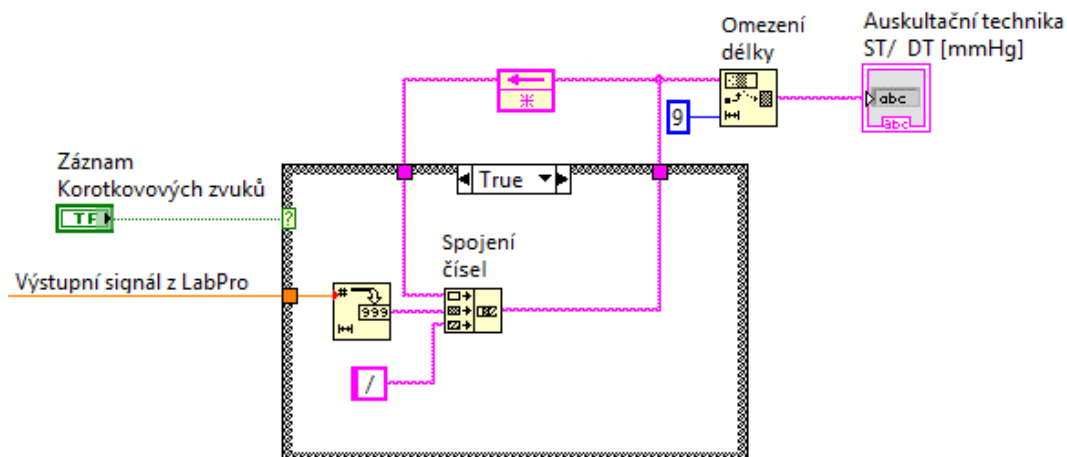 Omezení
délky
Auskultační technika
ST/ DT [mmHg]
abc
abc
9
Záznam
Korotkovových zvuků
TF
True
?
Spojení
čísel
Výstupní signál z LabPro
#
999
/